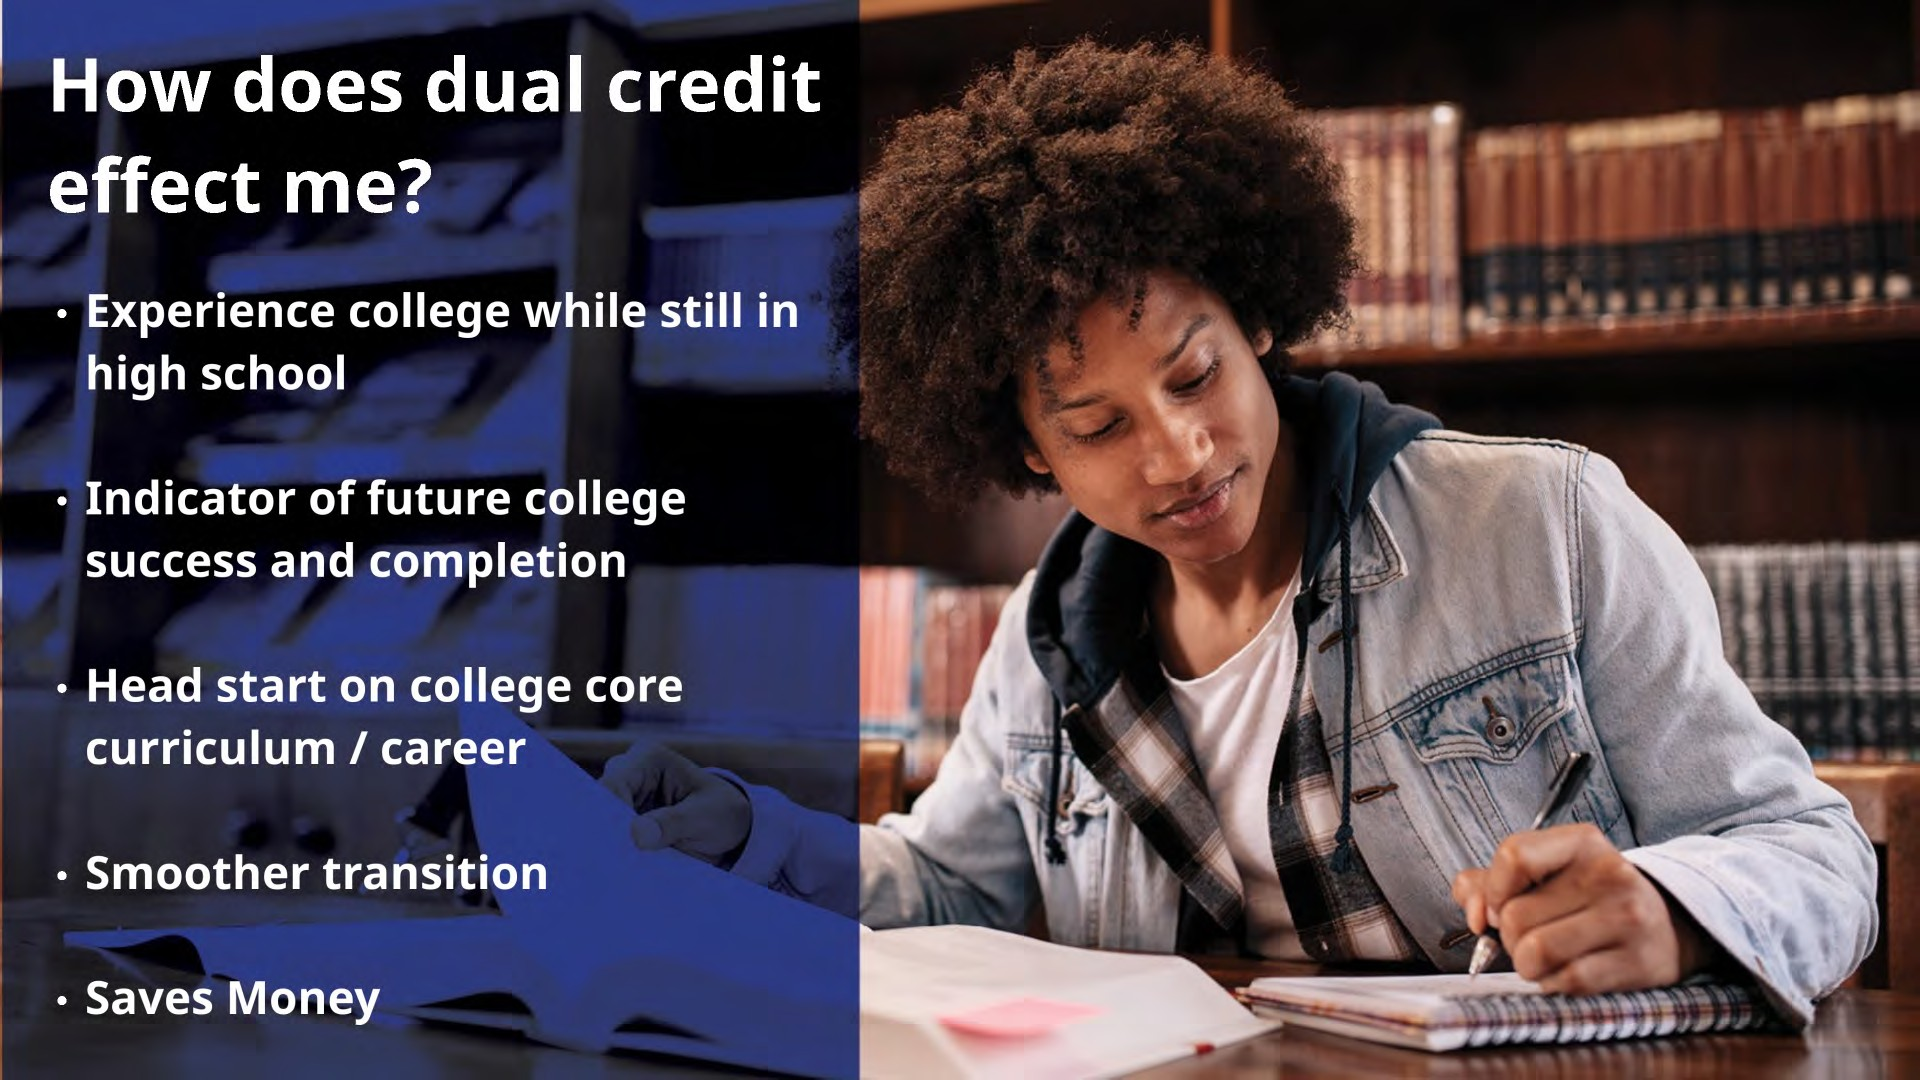 How does dual credit
effect me?
• Experience college while still in
high school
• Indicator of future college
success and completion
• Head start on college core
curriculum / career
• Smoother transition
• Saves Money